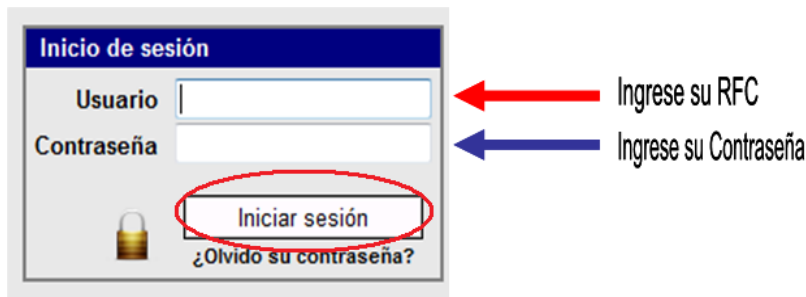 Inicio de sesión
Usuario
Ingrese su RFC
Contraseña
Ingrese su Contraseña
Iniciar sesión
¿Olvido su contraseña?